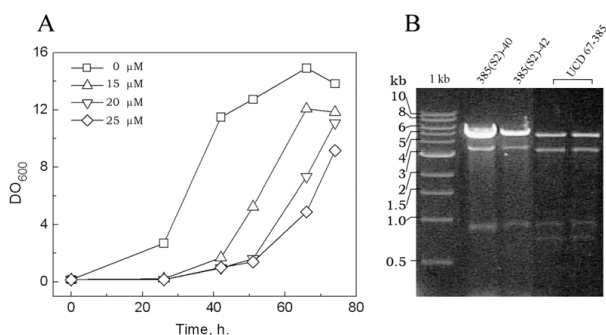 A
16
12
8
4
0
DO600
0 μM
15 μM
20 μM
25 μM
0 20 40 60 80
Time, h.
B
385(S2)-40
385(S2)-42
UCD 67-385
kb
1 kb
10
8
6
5
4
3
2
1.5
1.0
0.5